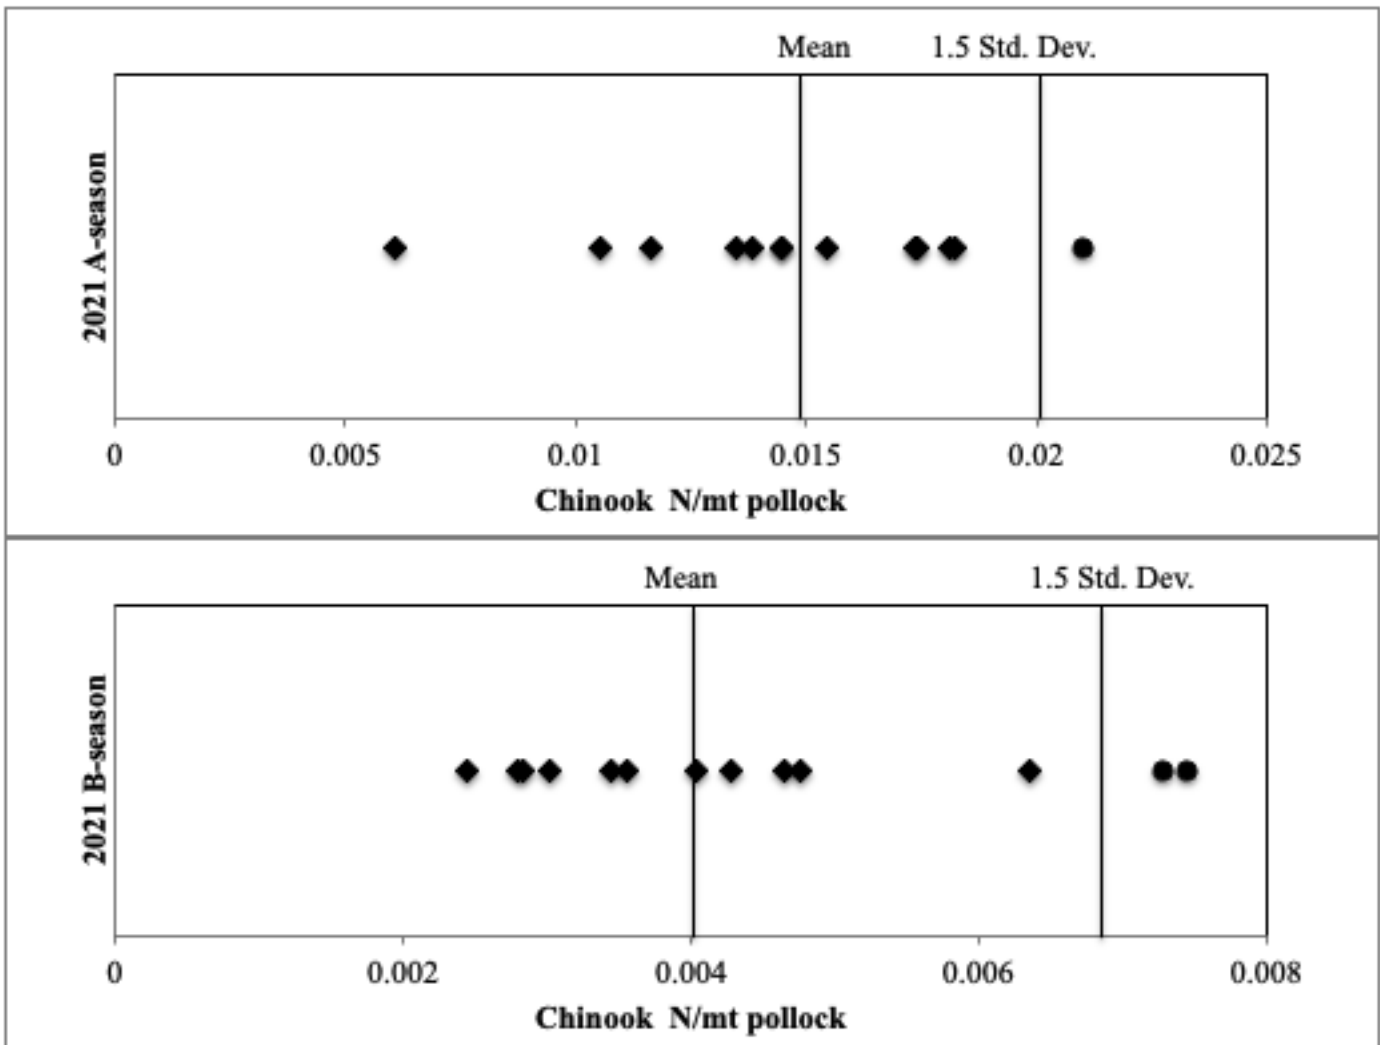 Mean 1.5 Std. Dev.
2021 A-season
0 0.005 0.01 0.015 0.02 0.025
Chinook N/mt pollock
Mean 1.5 Std. Dev.
2021 B-season
0 0.002 0.004 0.006 0.008
Chinook N/mt pollock